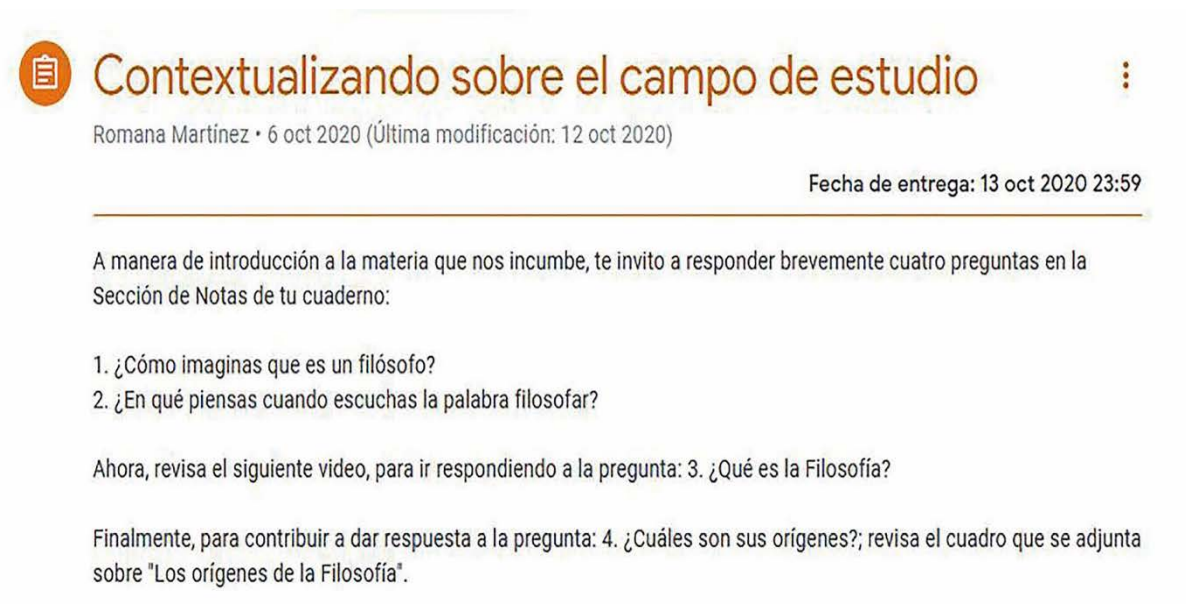 Contextualizando sobre el campo de estudio
Romana Martínez • 6 oct 2020 (Última modificación: 12 oct 2020)
Fecha de entrega: 13 oct 2020 23:59
A manera de introducción a la materia que nos incumbe, te invito a responder brevemente cuatro preguntas en la
Sección de Notas de tu cuaderno:
1. ¿Cómo imaginas que es un filósofo?
2. ¿En qué piensas cuando escuchas la palabra filosofar?
Ahora, revisa el siguiente video, para ir respondiendo a la pregunta: 3. ¿Qué es la Filosofía?
Finalmente, para contribuir a dar respuesta a la pregunta: 4. ¿Cuáles son sus orígenes?; revisa el cuadro que se adjunta
sobre "Los orígenes de la Filosofía".